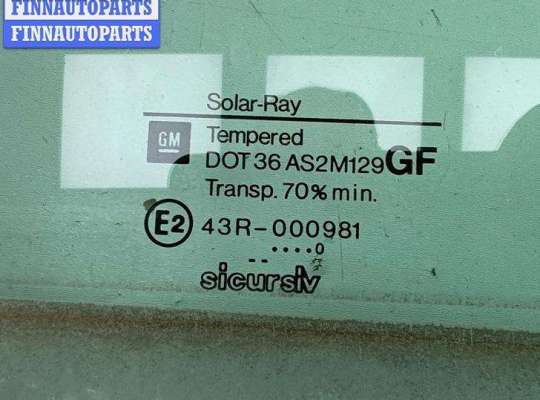 FINNAUTOPARTS
FINNAUTOPARTS
Solar-Ray
GM
Tempered
DOT 36 AS2M129 GF
Transp. 70% min.
E2 43R-000981
....0
--
sicursiv